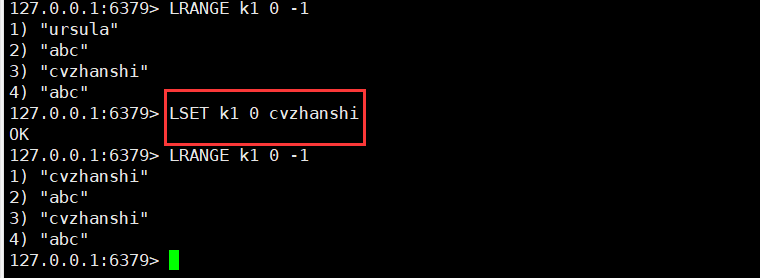 127.0.0.1:6379> LRANGE k1 0 -1
1) "ursula"
2) "abc"
3) "cvzhanshi"
4) "abc"
127.0.0.1:6379> LSET k1 0 cvzhanshi
OK
127.0.0.1:6379> LRANGE k1 0 -1
1) "cvzhanshi"
2) "abc"
3) "cvzhanshi"
4) "abc"
127.0.0.1:6379>